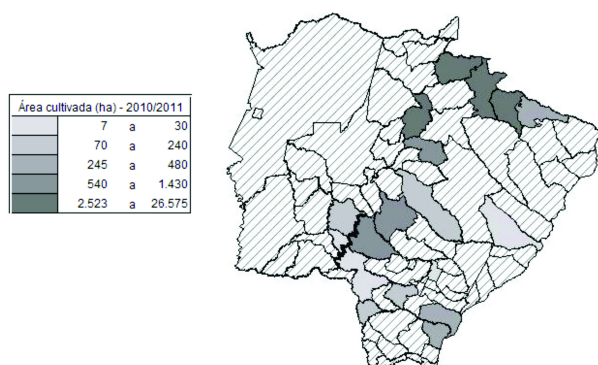 Área cultivada (ha) - 2010/2011
7 a 30
70 a 240
245 a 480
540 a 1.430
2.523 a 26.575